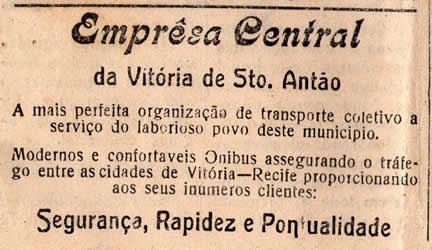 Emprêsa Central
da Vitória de Sto. Antão
A mais perfeita organização de transporte coletivo a
serviço do laborioso povo deste municipio.
Modernos e confortaveis Onibus assegurando o tráfe-
go entre as cidades de Vitória—Recife proporcionando
aos seus inumeros clientes:
Segurança, Rapidez e Pontualidade